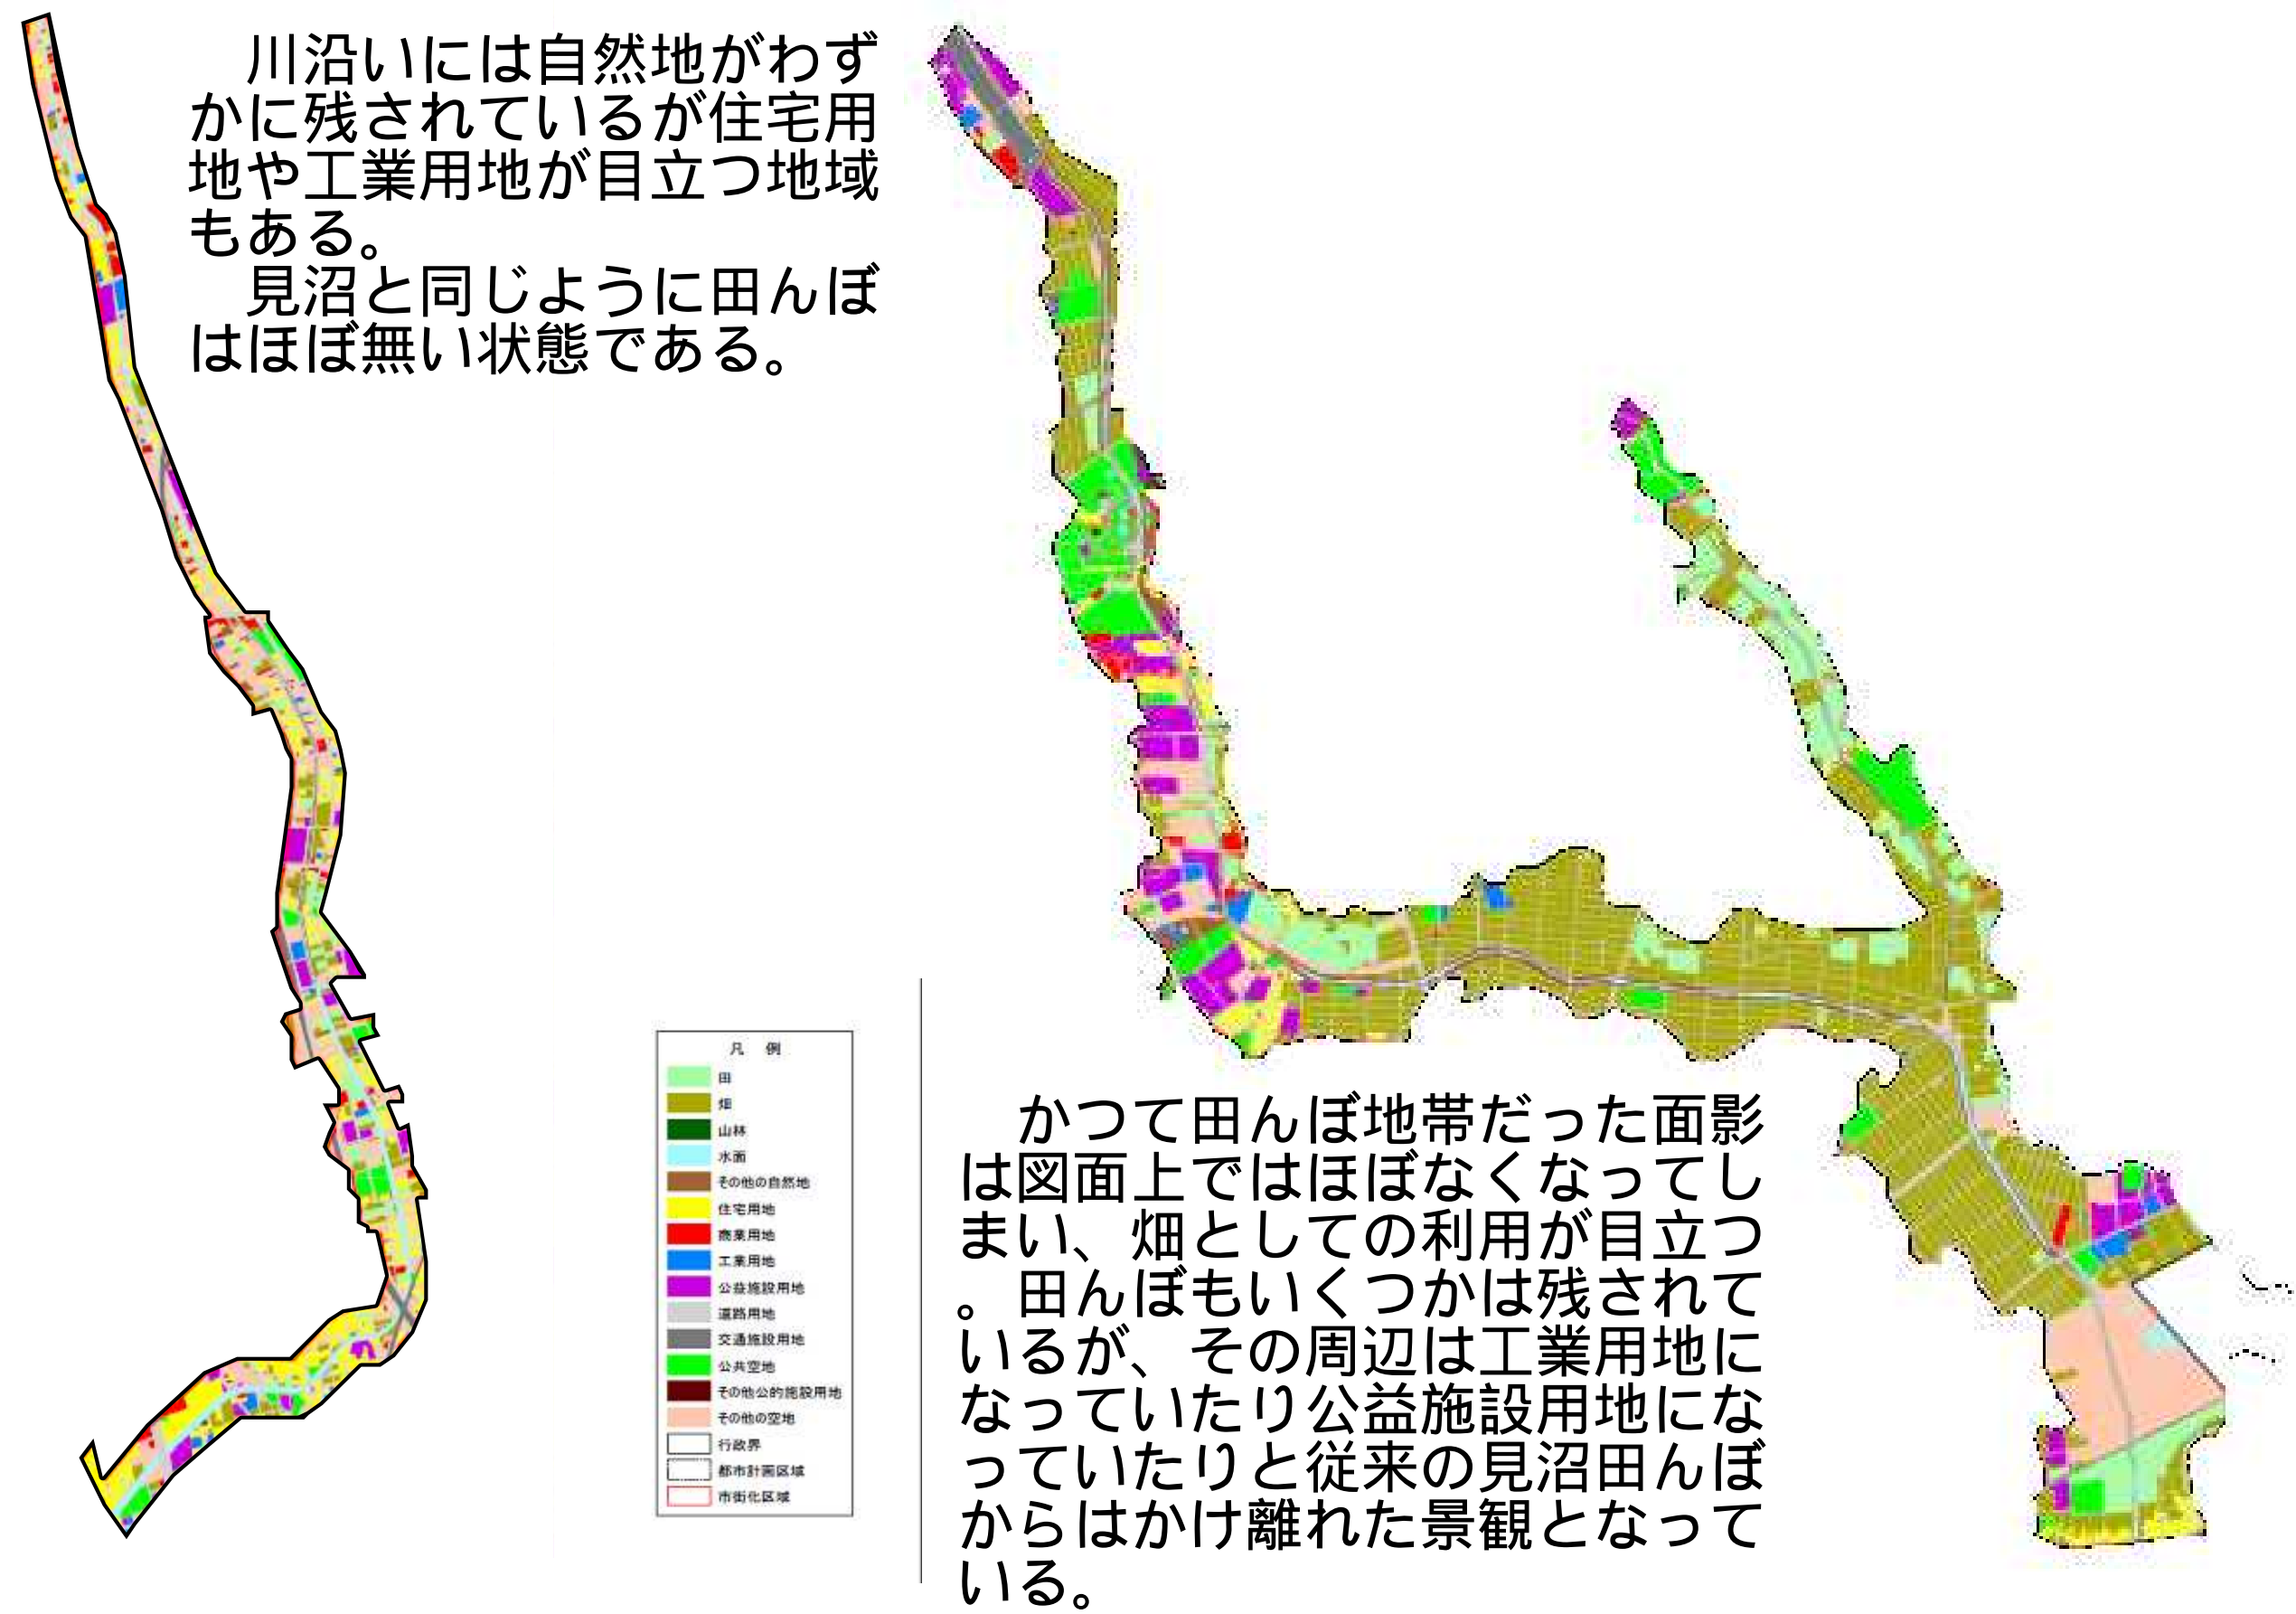 川沿いには自然地がわず
かに残されているが住宅用
地や工業用地が目立つ地域
もある。
見沼と同じように田んぼ
はほぼ無い状態である。
凡 例
田
畑
山林
水面
その他の自然地
住宅用地
商業用地
工業用地
公益施設用地
道路用地
交通施設用地
公共空地
その他公的施設用地
その他の空地
行政界
都市計画区域
市街化区域
かつて田んぼ地帯だった面影
は図面上ではほぼなくなってし
まい、畑としての利用が目立つ
。田んぼもいくつかは残されて
いるが、その周辺は工業用地に
なっていたり公益施設用地にな
っていたりと従来の見沼田んぼ
からはかけ離れた景観となって
いる。